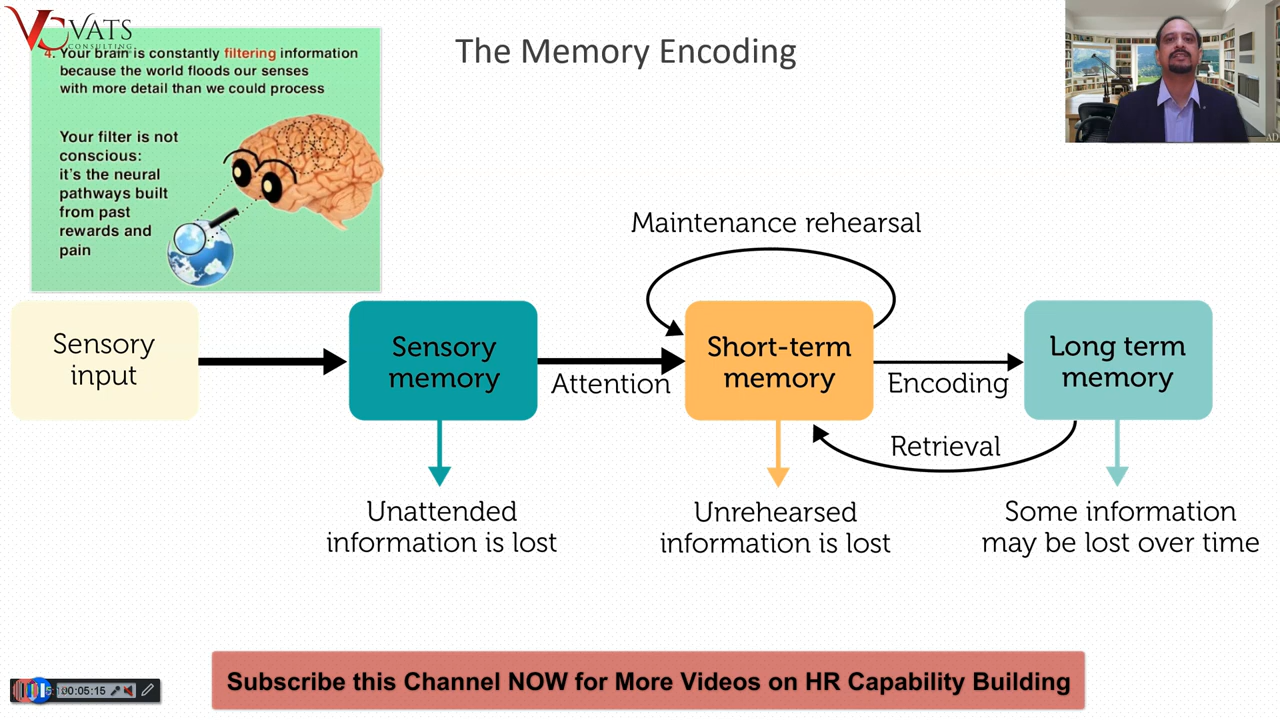 VATS
CONSULTING
The Memory Encoding
4. Your brain is constantly filtering information
because the world floods our senses
with more detail than we could process
Your filter is not
conscious:
it's the neural
pathways built
from past
rewards and
pain
AD
Maintenance rehearsal
Sensory
input
Sensory
memory
Attention
Short-term
memory
Encoding
Long term
memory
Retrieval
Unattended
information is lost
Unrehearsed
information is lost
Some information
may be lost over time
Subscribe this Channel NOW for More Videos on HR Capability Building
00:05:15